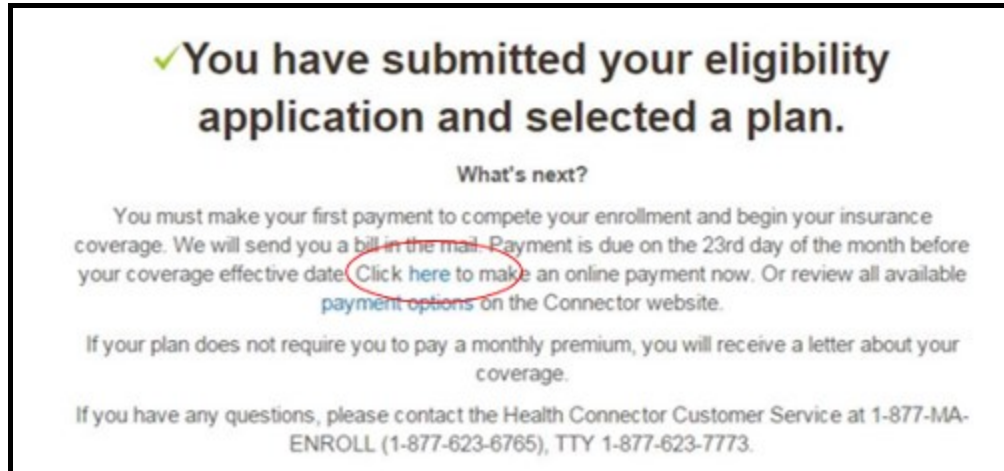 ✓You have submitted your eligibility
application and selected a plan.
What's next?
You must make your first payment to compete your enrollment and begin your insurance
coverage. We will send you a bill in the mail. Payment is due on the 23rd day of the month before
your coverage effective date. Click here to make an online payment now. Or review all available
payment options on the Connector website.
If your plan does not require you to pay a monthly premium, you will receive a letter about your
coverage.
If you have any questions, please contact the Health Connector Customer Service at 1-877-MA-
ENROLL (1-877-623-6765), TTY 1-877-623-7773.